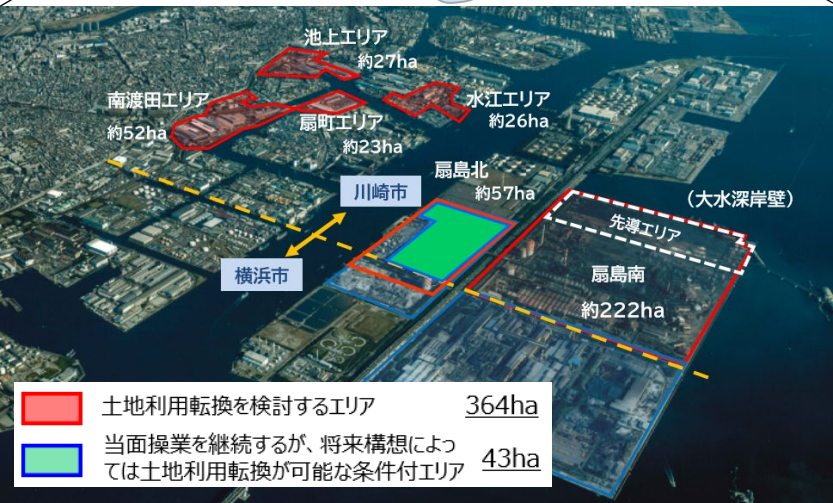 池上エリア
約27ha
南渡田エリア
約52ha
扇町エリア
約23ha
水江エリア
約26ha
扇島北
約57ha
川崎市
横浜市
(大水深岸壁)
先導エリア
扇島南
約222ha
土地利用転換を検討するエリア 364ha
当面操業を継続するが、将来構想によっ
ては土地利用転換が可能な条件付エリア 43ha